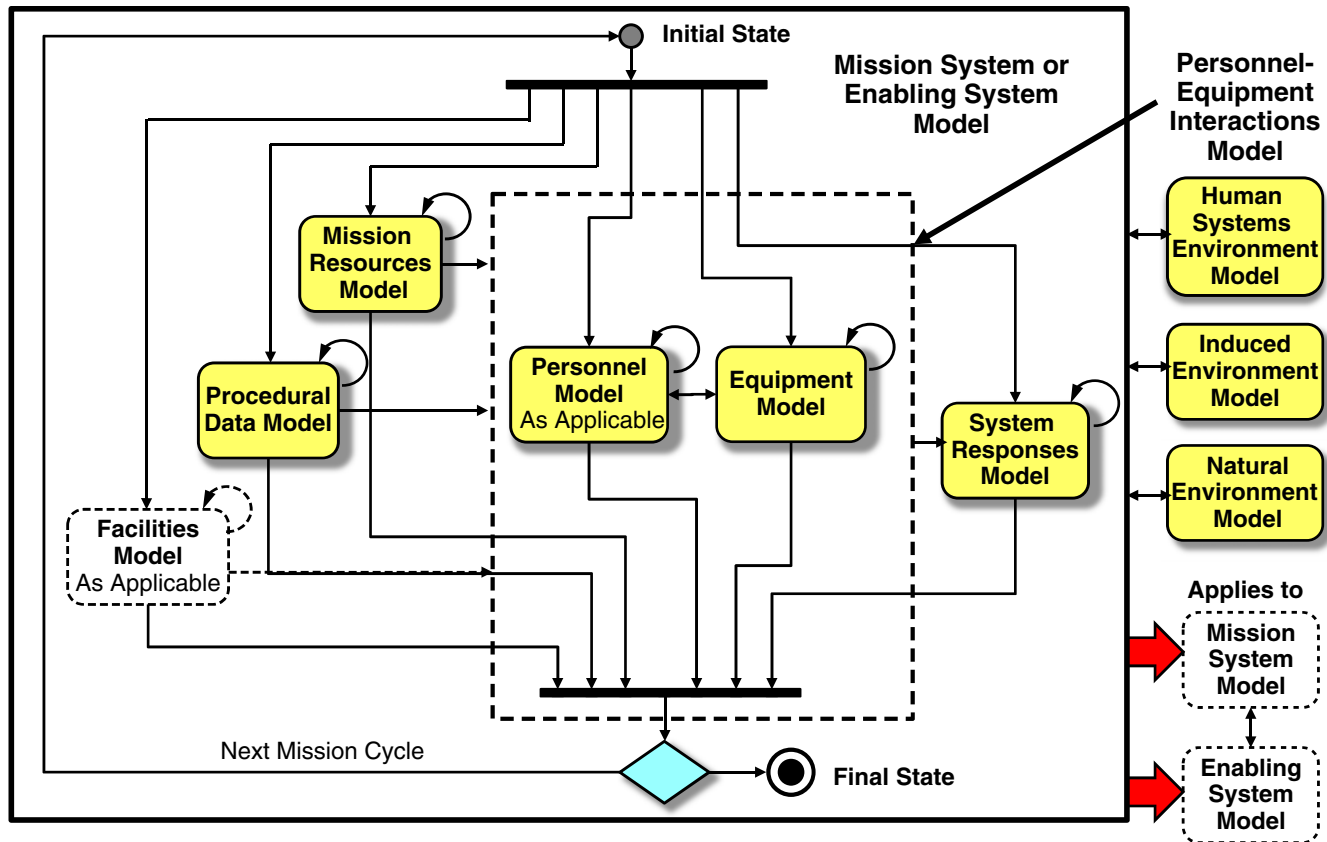 Initial State
Mission System or
Enabling System
Model
Personnel-
Equipment
Interactions
Model
Human
Systems
Environment
Model
Mission
Resources
Model
Induced
Environment
Model
Personnel
Model
As Applicable
Equipment
Model
Procedural
Data Model
System
Responses
Model
Natural
Environment
Model
Facilities
Model
As Applicable
Applies to
Mission
System
Model
Next Mission Cycle
Final State
Enabling
System
Model